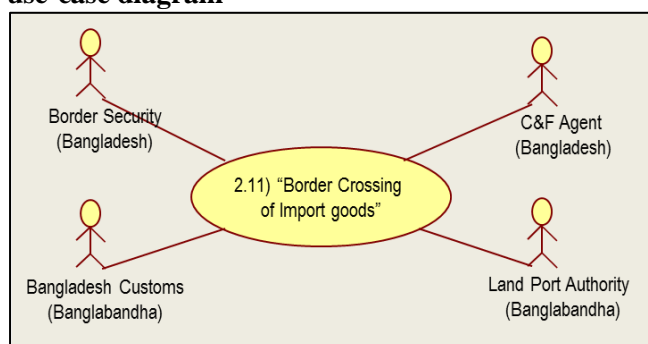 use-case diagram
Border Security
(Bangladesh)
C&F Agent
(Bangladesh)
2.11) “Border Crossing
of Import goods”
Bangladesh Customs
(Banglabandha)
Land Port Authority
(Banglabandha)